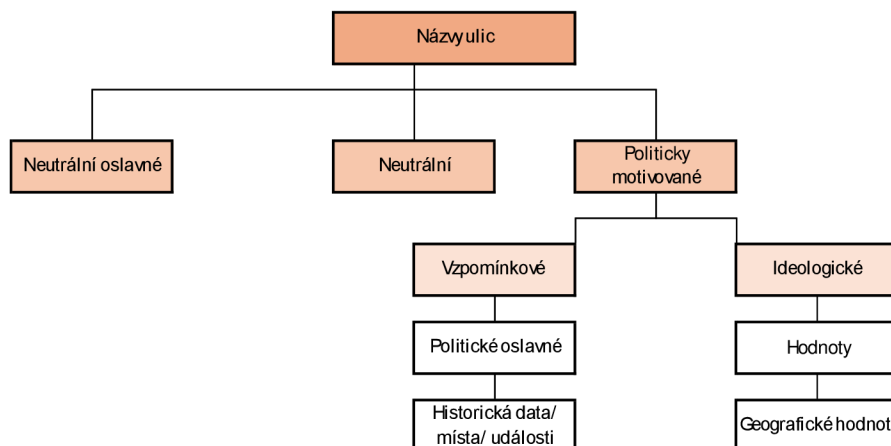 Názvy ulic
Neutrální oslavné
Neutrální
Politicky
motivované
Vzpomínkové
Ideologické
Politické oslavné
Hodnoty
Historická data/
místa/ události
Geografické hodnot